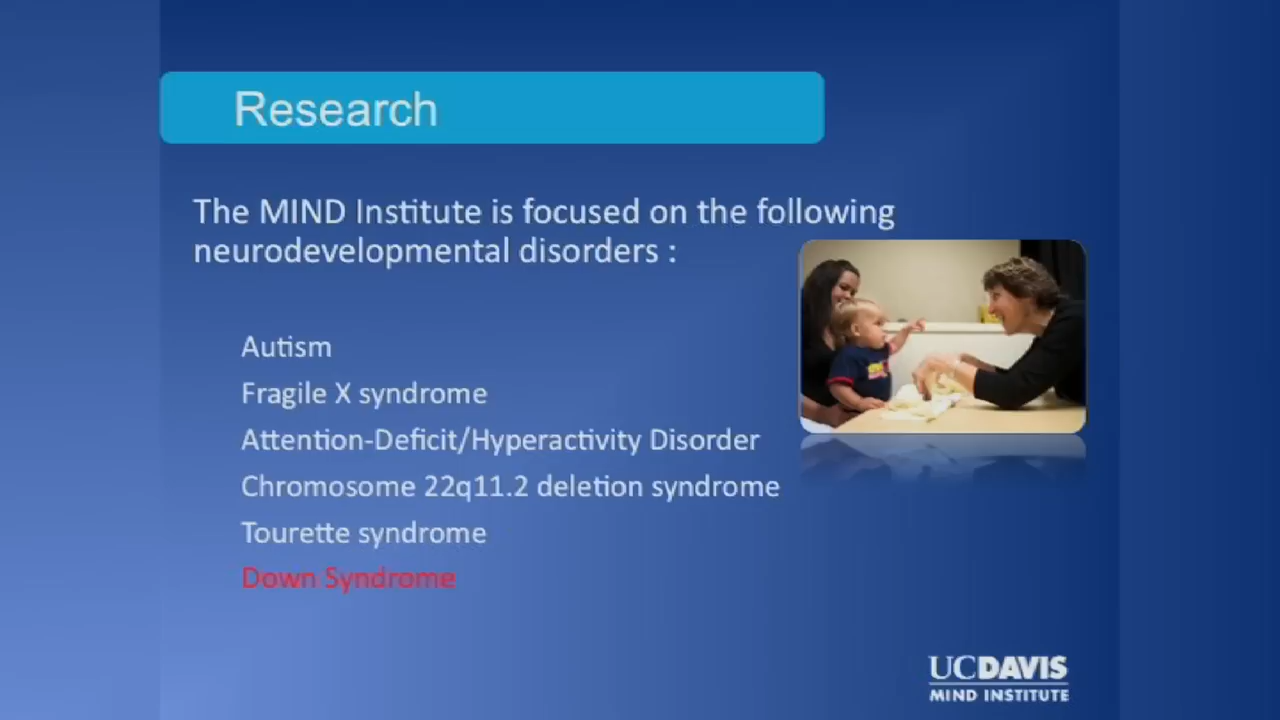 Research
The MIND Institute is focused on the following
neurodevelopmental disorders :
Autism
Fragile X syndrome
Attention-Deficit/Hyperactivity Disorder
Chromosome 22q11.2 deletion syndrome
Tourette syndrome
Down Syndrome
UCDAVIS
MIND INSTITUTE